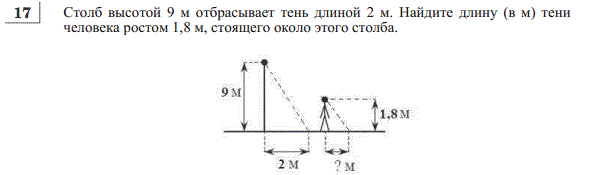 17 Столб высотой 9 м отбрасывает тень длиной 2 м. Найдите длину (в м) тени
человека ростом 1,8 м, стоящего около этого столба.
9 М
1,8 М
2 М
? М